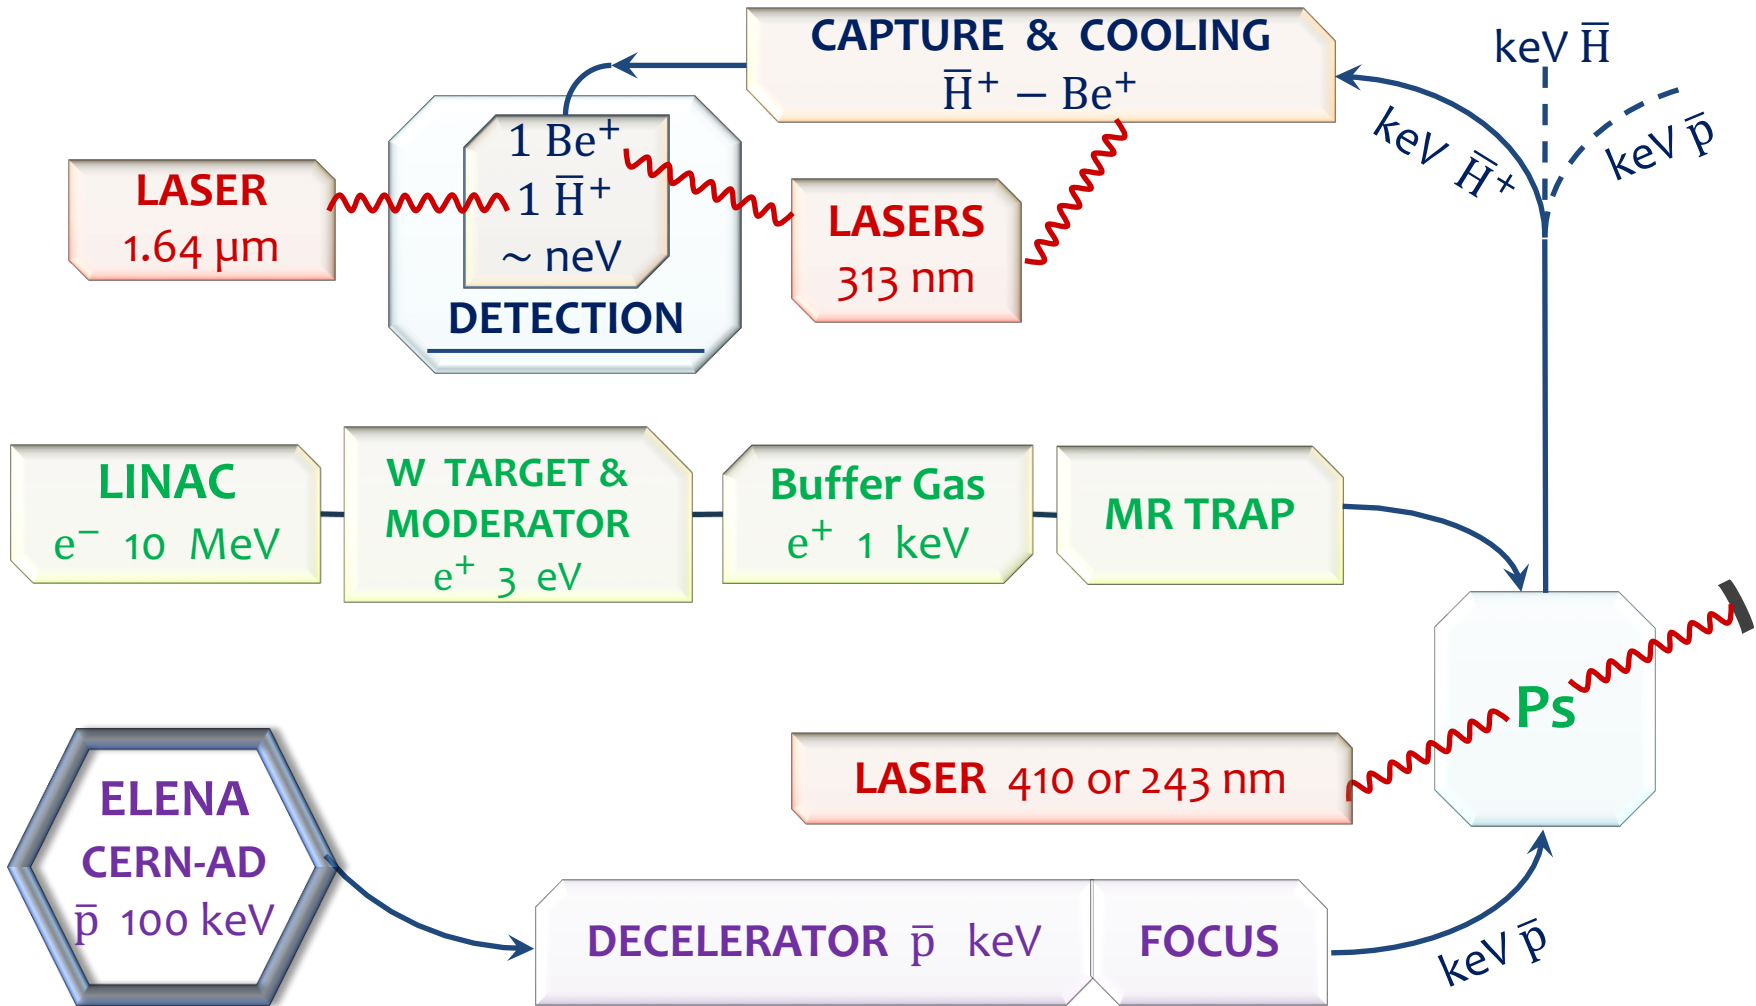 CAPTURE & COOLING
H̅⁺ − Be⁺
keV H̅
keV p̅
keV H̅⁺
1 Be⁺
1 H̅⁺
~ neV
DETECTION
LASER
1.64 µm
LASERS
313 nm
LINAC
e⁻ 10 MeV
W TARGET &
MODERATOR
e⁺ 3 eV
Buffer Gas
e⁺ 1 keV
MR TRAP
Ps
LASER 410 or 243 nm
ELENA
CERN-AD
p̅ 100 keV
DECELERATOR p̅ keV
FOCUS
keV p̅